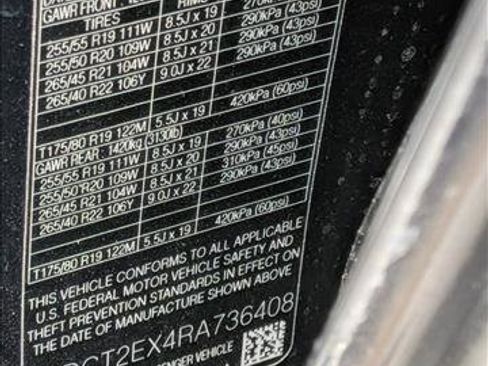 GAWR FRONT
TIRES RIMS
255/55 R19 111W 8.5J x 19 270kPa (40psi)
255/50 R20 109W 8.5J x 20 290kPa (43psi)
265/45 R21 104W 8.5J x 21 290kPa (43psi)
265/40 R22 106Y 9.0J x 22 290kPa (43psi)
T175/80 R19 122M 5.5J x 19 420kPa (60psi)
GAWR REAR : 1420kg (3130lb)
255/55 R19 111W 8.5J x 19 270kPa (40psi)
255/50 R20 109W 8.5J x 20 290kPa (43psi)
265/45 R21 104W 8.5J x 21 310kPa (45psi)
265/40 R22 106Y 9.0J x 22 290kPa (43psi)
T175/80 R19 122M 5.5J x 19 420kPa (60psi)
THIS VEHICLE CONFORMS TO ALL APPLICABLE
U.S. FEDERAL MOTOR VEHICLE SAFETY AND
THEFT PREVENTION STANDARDS IN EFFECT ON
THE DATE OF MANUFACTURE SHOWN ABOVE
CT2EX4RA736408
VEHICLE